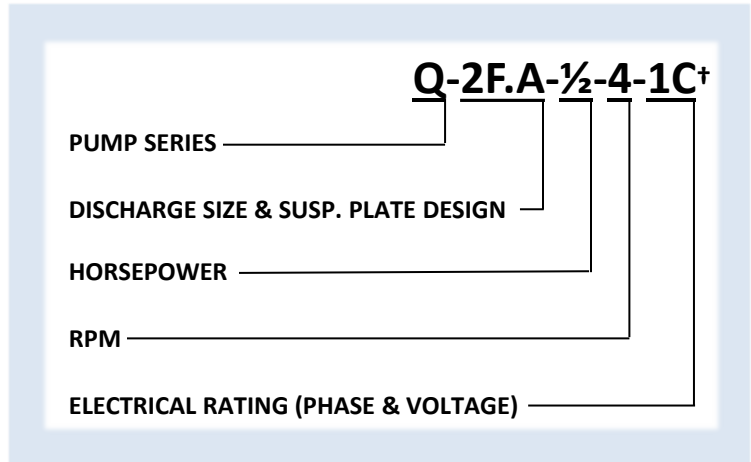 Q-2F.A-½-4-1C†
PUMP SERIES
DISCHARGE SIZE & SUSP. PLATE DESIGN
HORSEPOWER
RPM
ELECTRICAL RATING (PHASE & VOLTAGE)